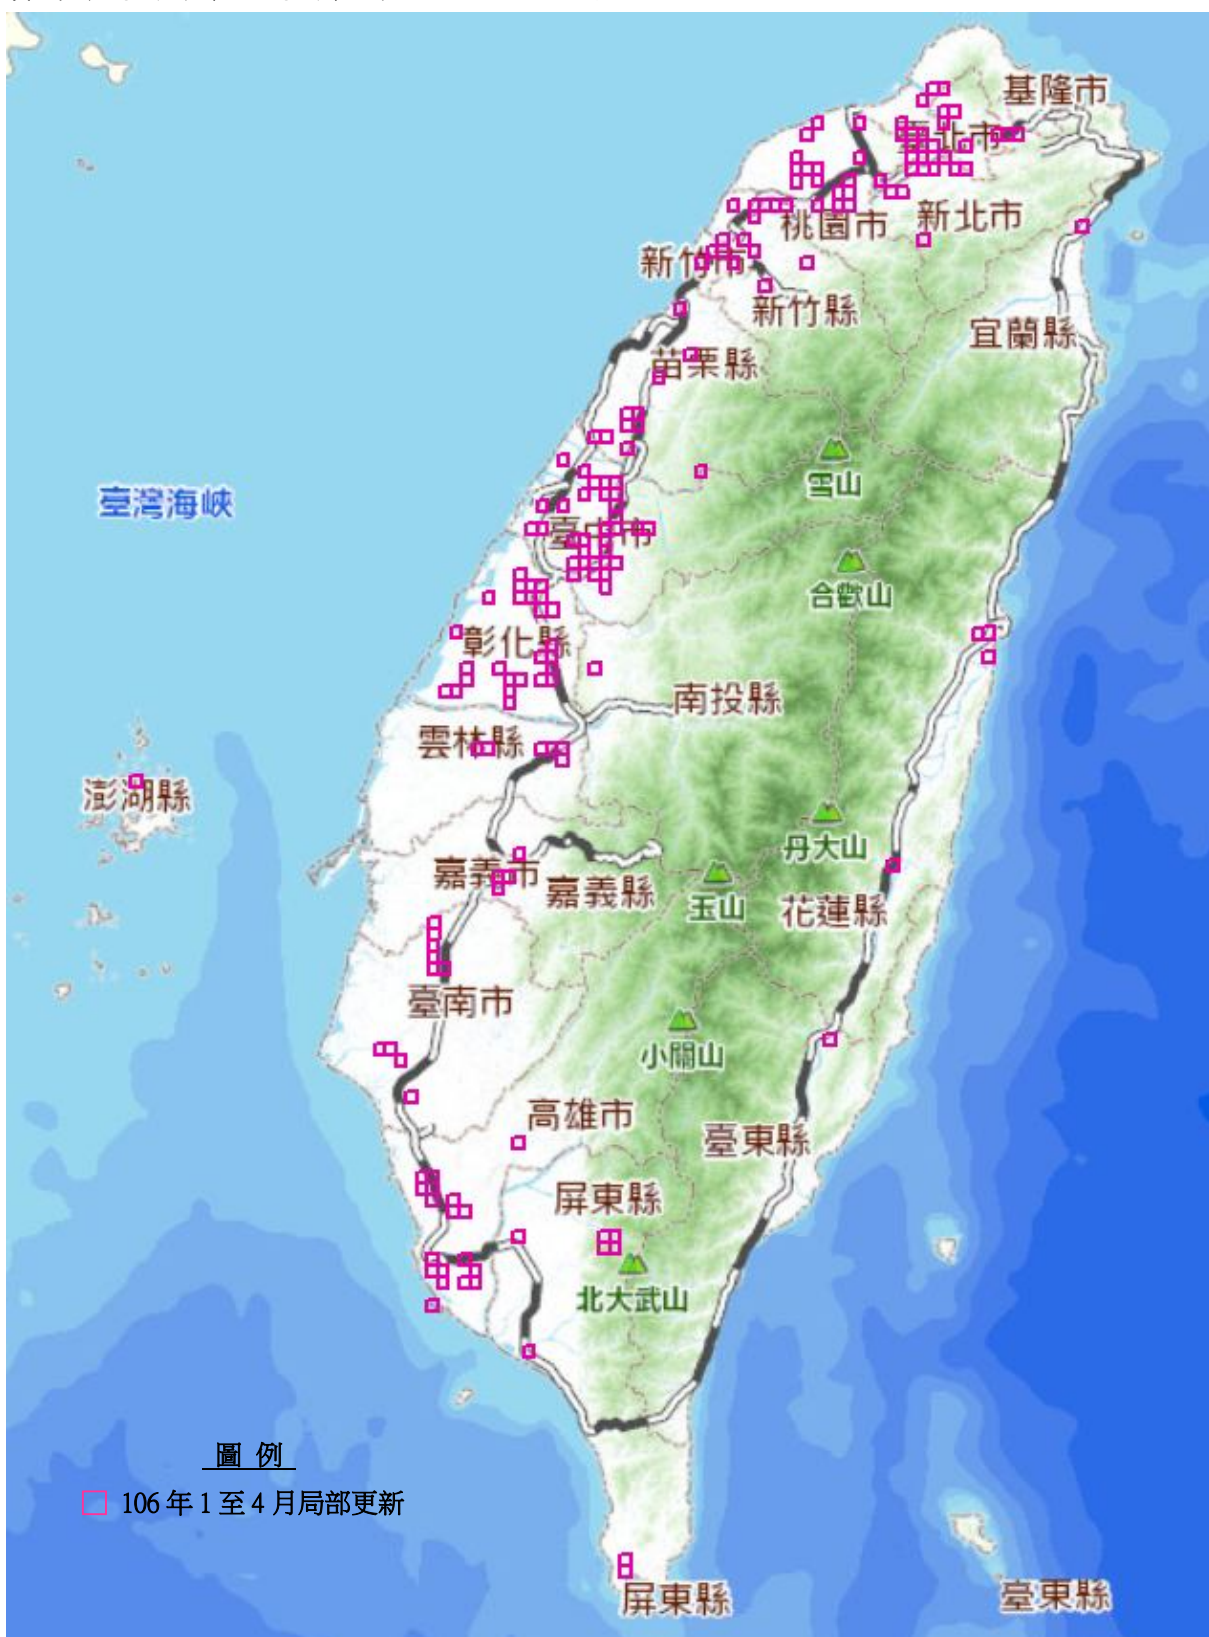 基隆市
臺北市
新北市
桃園市
新竹市
新竹縣
宜蘭縣
苗栗縣
雪山
臺灣海峽
臺中市
合歡山
彰化縣
南投縣
雲林縣
澎湖縣
丹大山
嘉義市
嘉義縣
玉山
花蓮縣
臺南市
小關山
高雄市
臺東縣
屏東縣
北大武山
圖 例
106 年 1 至 4 月局部更新
屏東縣
臺東縣